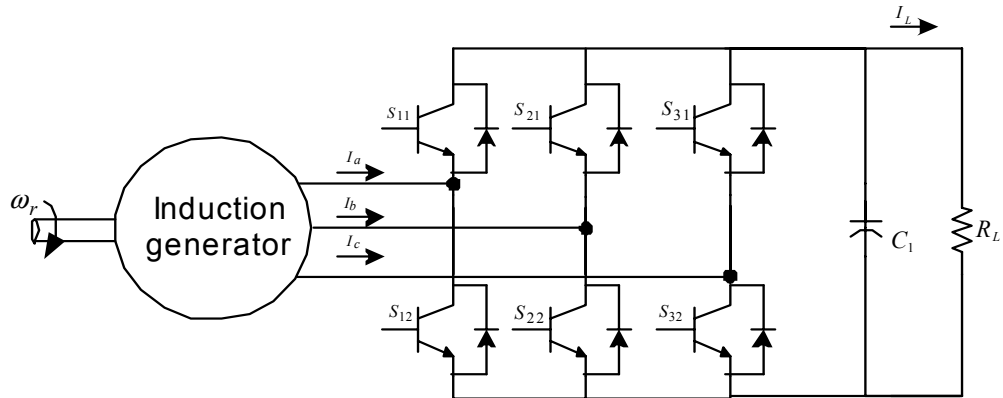 I_L
S_11
S_21
S_31
I_a
ω_r
Induction
generator
I_b
I_c
C_1
R_L
S_12
S_22
S_32